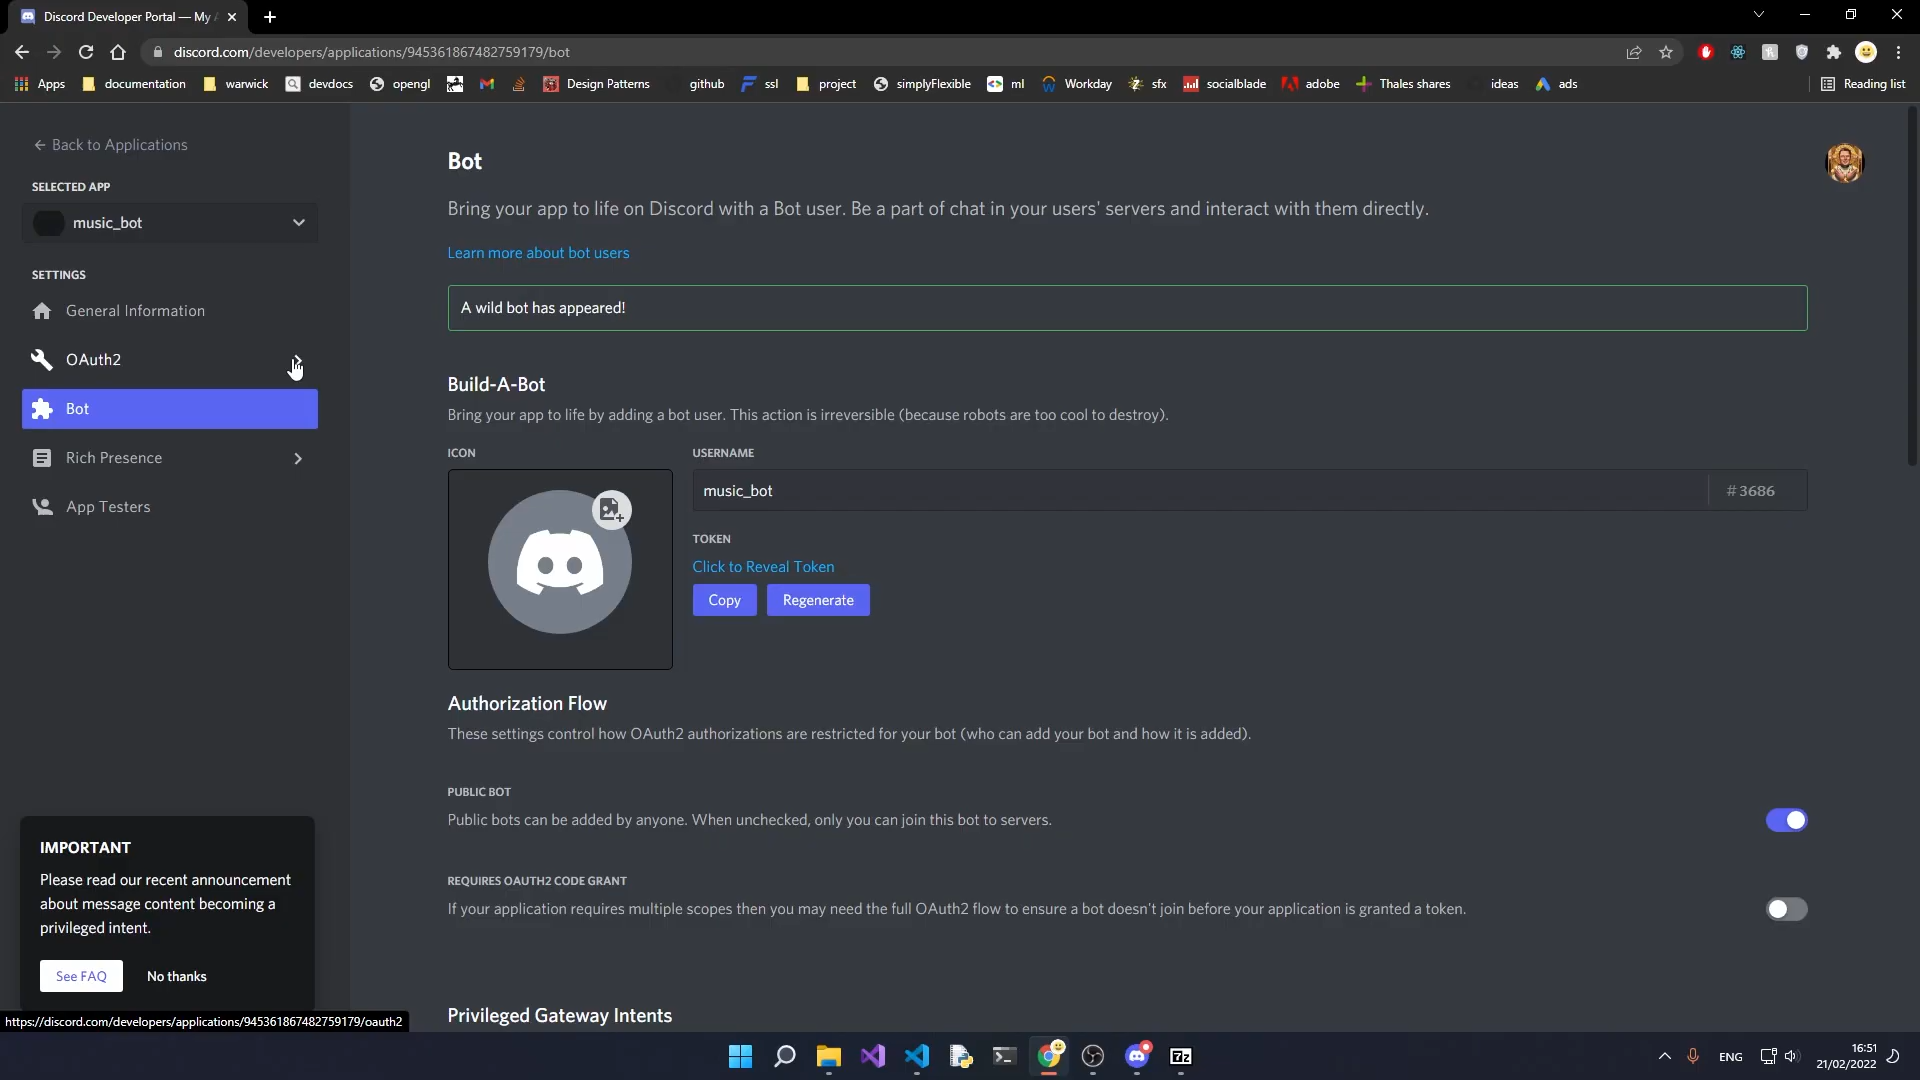 Discord Developer Portal — My A
discord.com/developers/applications/945361867482759179/bot
Apps documentation warwick devdocs opengl Design Patterns github ssl project simplyFlexible ml Workday sfx socialblade adobe Thales shares ideas ads Reading list
← Back to Applications
SELECTED APP
music_bot
SETTINGS
General Information
OAuth2
Bot
Rich Presence
App Testers
IMPORTANT
Please read our recent announcement
about message content becoming a
privileged intent.
See FAQ No thanks
https://discord.com/developers/applications/945361867482759179/oauth2
Bot
Bring your app to life on Discord with a Bot user. Be a part of chat in your users' servers and interact with them directly.
Learn more about bot users
A wild bot has appeared!
Build-A-Bot
Bring your app to life by adding a bot user. This action is irreversible (because robots are too cool to destroy).
ICON
USERNAME
music_bot #3686
TOKEN
Click to Reveal Token
Copy Regenerate
Authorization Flow
These settings control how OAuth2 authorizations are restricted for your bot (who can add your bot and how it is added).
PUBLIC BOT
Public bots can be added by anyone. When unchecked, only you can join this bot to servers.
REQUIRES OAUTH2 CODE GRANT
If your application requires multiple scopes then you may need the full OAuth2 flow to ensure a bot doesn't join before your application is granted a token.
Privileged Gateway Intents
ENG
16:51
21/02/2022